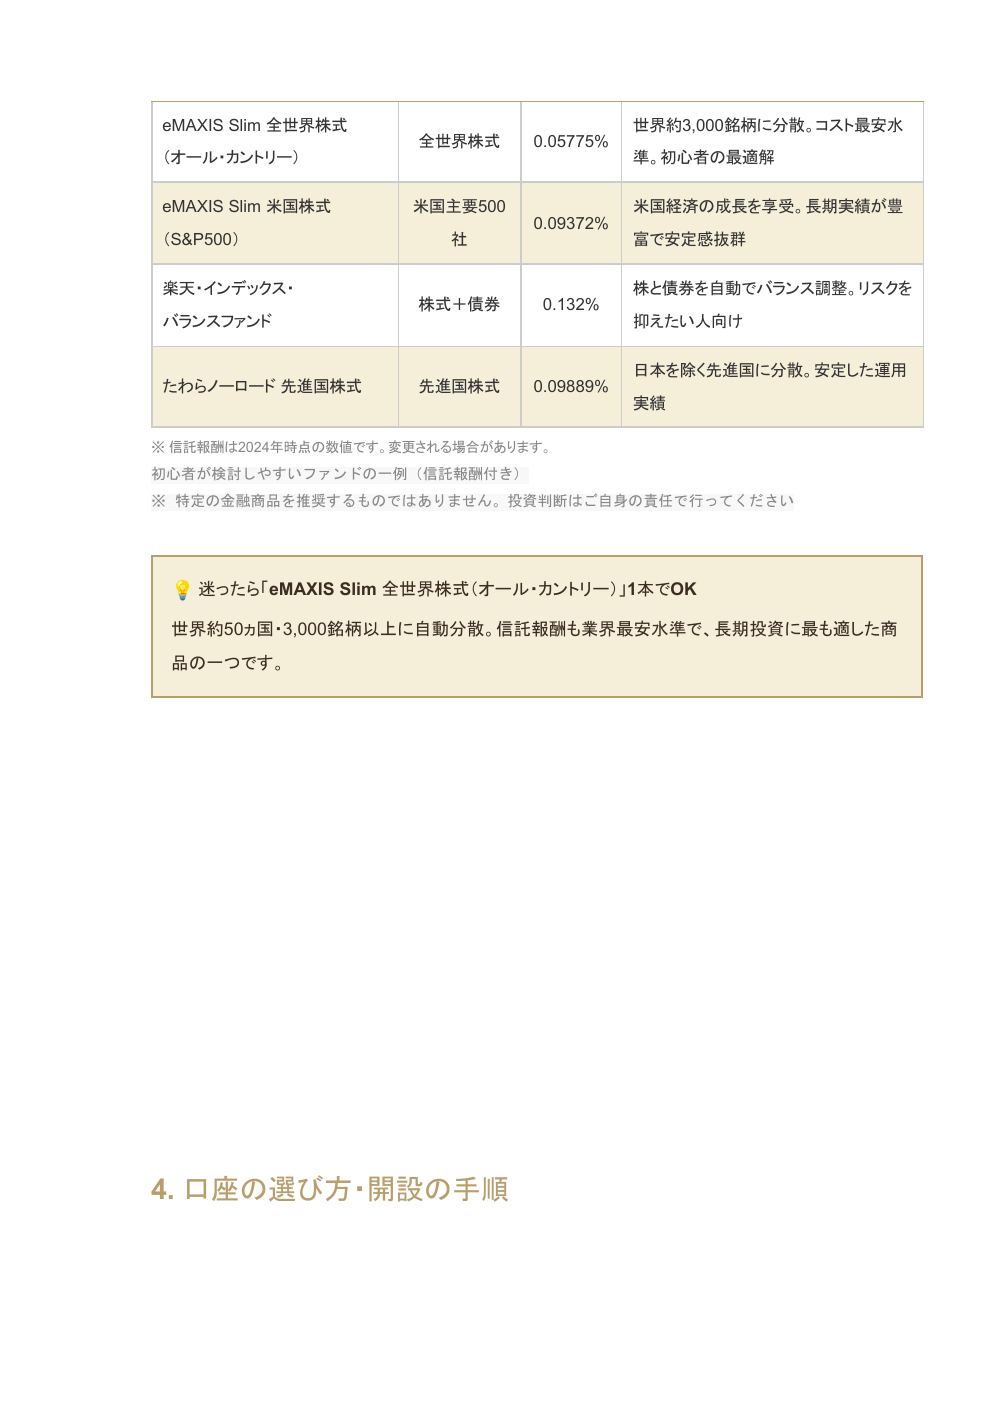 eMAXIS Slim 全世界株式
（オール・カントリー）
全世界株式
0.05775%
世界約3,000銘柄に分散。コスト最安水
準。初心者の最適解
eMAXIS Slim 米国株式
（S&P500）
米国主要500
社
0.09372%
米国経済の成長を享受。長期実績が豊
富で安定感抜群
楽天・インデックス・
バランスファンド
株式＋債券
0.132%
株と債券を自動でバランス調整。リスクを
抑えたい人向け
たわらノーロード 先進国株式
先進国株式
0.09889%
日本を除く先進国に分散。安定した運用
実績
※ 信託報酬は2024年時点の数値です。変更される場合があります。
初心者が検討しやすいファンドの一例（信託報酬付き）
※ 特定の金融商品を推奨するものではありません。投資判断はご自身の責任で行ってください
💡 迷ったら「eMAXIS Slim 全世界株式（オール・カントリー）」1本でOK
世界約50ヵ国・3,000銘柄以上に自動分散。信託報酬も業界最安水準で、長期投資に最も適した商
品の一つです。
4. 口座の選び方・開設の手順